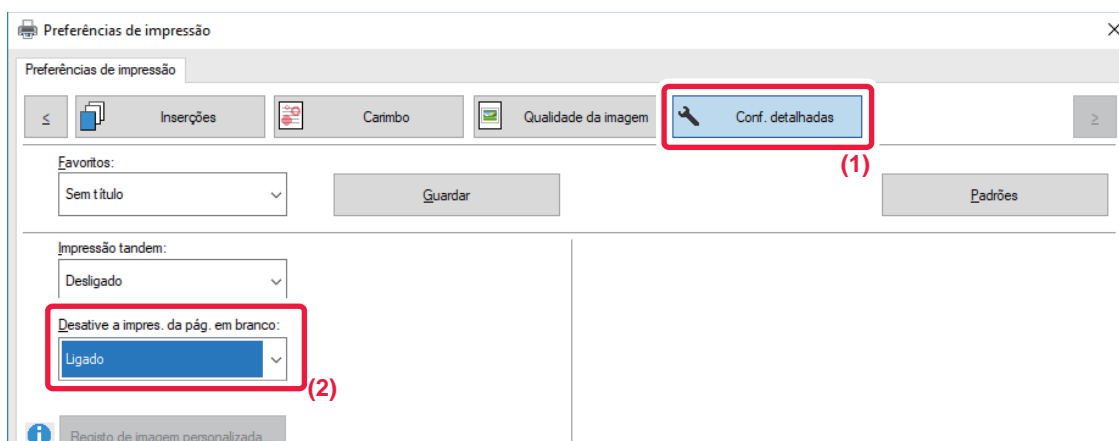 Preferências de impressão
Preferências de impressão
< Inserções Carimbo Qualidade da imagem Conf. detalhadas >
(1)
Favoritos:
Sem título Guardar Padrões
Impressão tandem:
Desligado
Desative a impres. da pág. em branco:
Ligado
(2)
Registo de imagem personalizada